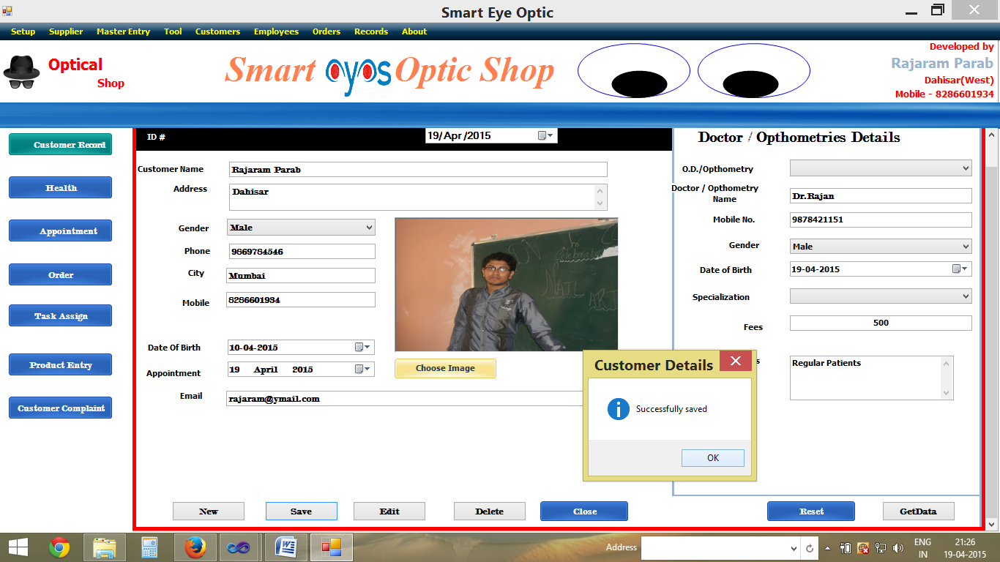 Smart Eye Optic
Setup Supplier Master Entry Tool Customers Employees Orders Records About
Optical
Shop
Smart eyes Optic Shop
Developed by
Rajaram Parab
Dahisar(West)
Mobile - 8286601934
Customer Record
Health
Appointment
Order
Task Assign
Product Entry
Customer Complaint
ID #
19/Apr/2015
Customer Name Rajaram Parab
Address Dahisar
Gender Male
Phone 9869784546
City Mumbai
Mobile 8286601934
Date Of Birth 10-04-2015
Appointment 19 April 2015
Email rajaram@ymail.com
Choose Image
Doctor / Opthometries Details
O.D./Opthometry
Doctor / Opthometry
Name Dr.Rajan
Mobile No. 9878421151
Gender Male
Date of Birth 19-04-2015
Specialization
Fees 500
Regular Patients
Customer Details
Successfully saved
OK
New Save Edit Delete Close Reset GetData
Address
ENG
IN
21:26
19-04-2015